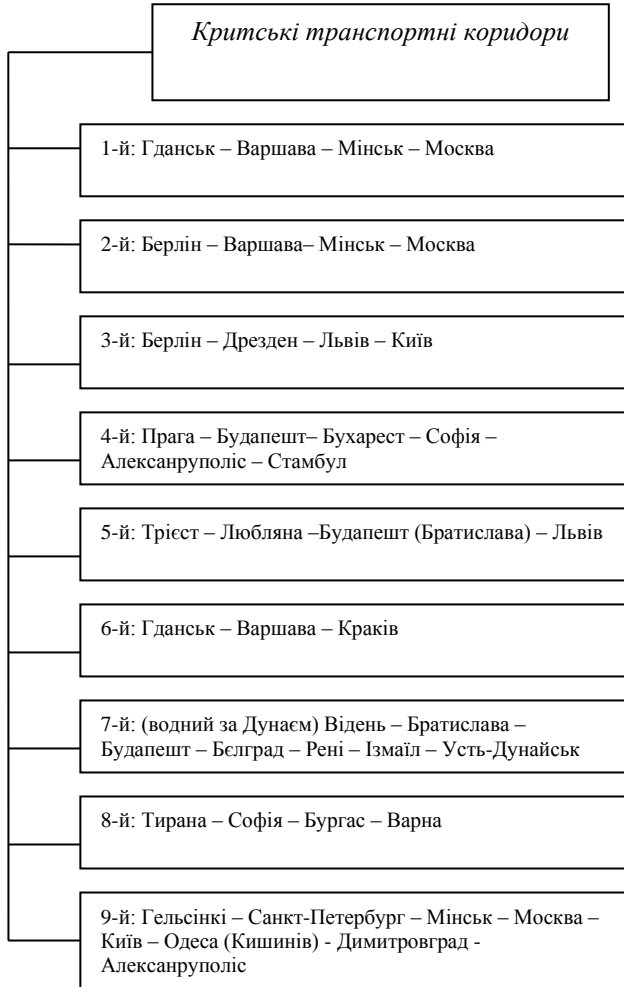 Критські транспортні коридори
1-й: Гданськ – Варшава – Мінськ – Москва
2-й: Берлін – Варшава– Мінськ – Москва
3-й: Берлін – Дрезден – Львів – Київ
4-й: Прага – Будапешт– Бухарест – Софія –
Алексанруполіс – Стамбул
5-й: Трієст – Любляна –Будапешт (Братислава) – Львів
6-й: Гданськ – Варшава – Краків
7-й: (водний за Дунаєм) Відень – Братислава –
Будапешт – Бєлград – Рені – Ізмаїл – Усть-Дунайськ
8-й: Тирана – Софія – Бургас – Варна
9-й: Гельсінкі – Санкт-Петербург – Мінськ – Москва –
Київ – Одеса (Кишинів) - Димитровград -
Алексанруполіс